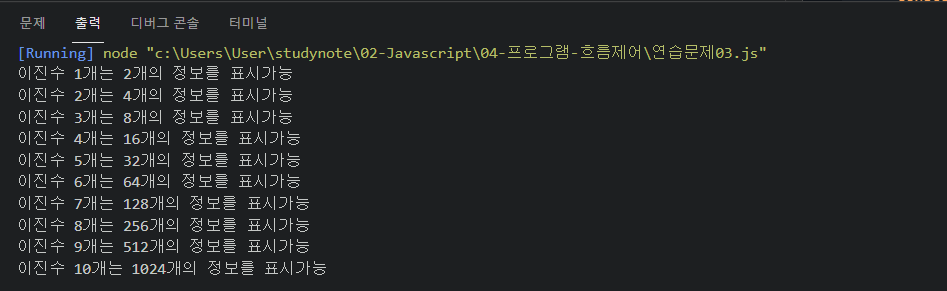 문제 출력 디버그 콘솔 터미널
[Running] node "c:\Users\User\studynote\02-Javascript\04-프로그램-흐름제어\연습문제03.js"
이진수 1개는 2개의 정보를 표시가능
이진수 2개는 4개의 정보를 표시가능
이진수 3개는 8개의 정보를 표시가능
이진수 4개는 16개의 정보를 표시가능
이진수 5개는 32개의 정보를 표시가능
이진수 6개는 64개의 정보를 표시가능
이진수 7개는 128개의 정보를 표시가능
이진수 8개는 256개의 정보를 표시가능
이진수 9개는 512개의 정보를 표시가능
이진수 10개는 1024개의 정보를 표시가능